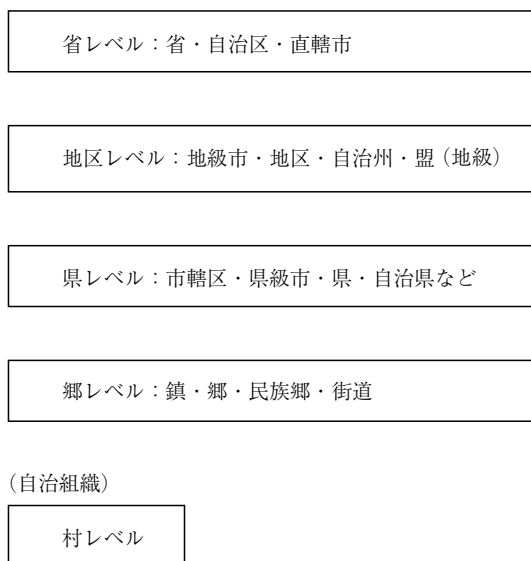 省レベル：省・自治区・直轄市
地区レベル：地級市・地区・自治州・盟（地級）
県レベル：市轄区・県級市・県・自治県など
郷レベル：鎮・郷・民族郷・街道
（自治組織）
村レベル